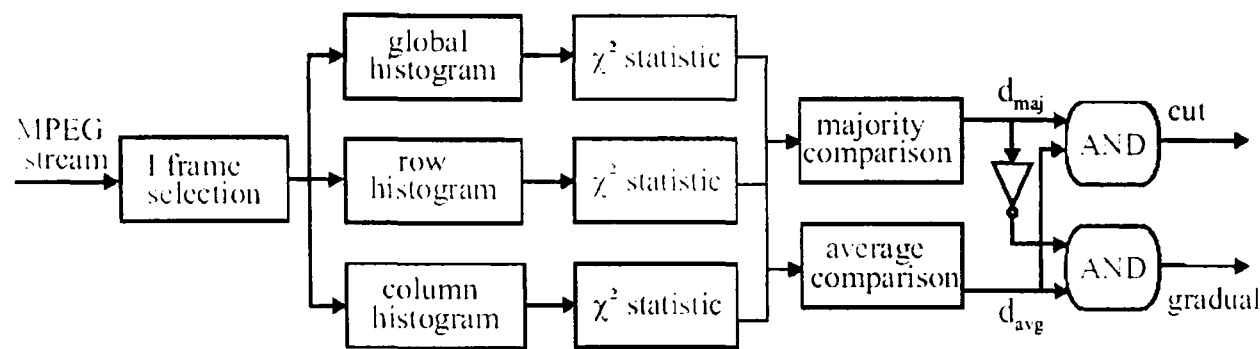 MPEG
stream
I frame
selection
global
histogram
χ² statistic
row
histogram
χ² statistic
column
histogram
χ² statistic
majority
comparison
average
comparison
d_maj
d_avg
AND
cut
AND
gradual